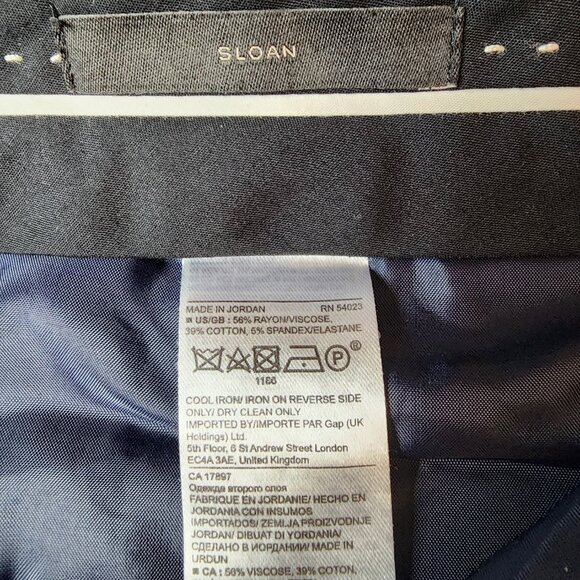 SLOAN
MADE IN JORDAN RN 54023
US/GB : 56% RAYON/VISCOSE,
39% COTTON, 5% SPANDEX/ELASTANE
P ®
1166
COOL IRON/ IRON ON REVERSE SIDE
ONLY/ DRY CLEAN ONLY
IMPORTED BY/IMPORTE PAR Gap (UK
Holdings) Ltd.
5th Floor, 6 St Andrew Street London
EC4A 3AE, United Kingdom
CA 17897
Одежда второго слоя
FABRIQUE EN JORDANIE/ HECHO EN
JORDANIA CON INSUMOS
IMPORTADOS/ ZEMLJA PROIZVODNJE
JORDAN/ DIBUAT DI YORDANIA/
СДЕЛАНО В ИОРДАНИИ/ MADE IN
URDUN
CA : 56% VISCOSE, 39% COTTON,